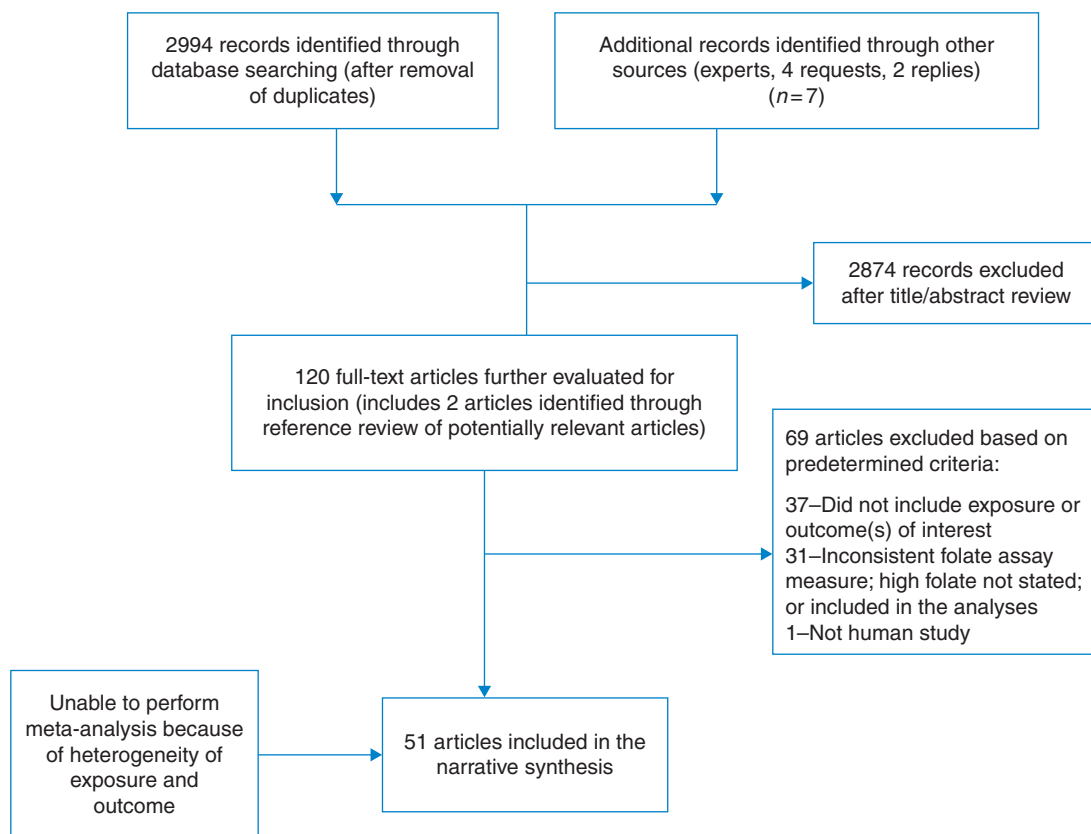 2994 records identified through
database searching (after removal
of duplicates)
Additional records identified through other
sources (experts, 4 requests, 2 replies)
(n=7)
2874 records excluded
after title/abstract review
120 full-text articles further evaluated for
inclusion (includes 2 articles identified through
reference review of potentially relevant articles)
69 articles excluded based on
predetermined criteria:
37–Did not include exposure or
outcome(s) of interest
31–Inconsistent folate assay
measure; high folate not stated;
or included in the analyses
1–Not human study
Unable to perform
meta-analysis because
of heterogeneity of
exposure and
outcome
51 articles included in the
narrative synthesis